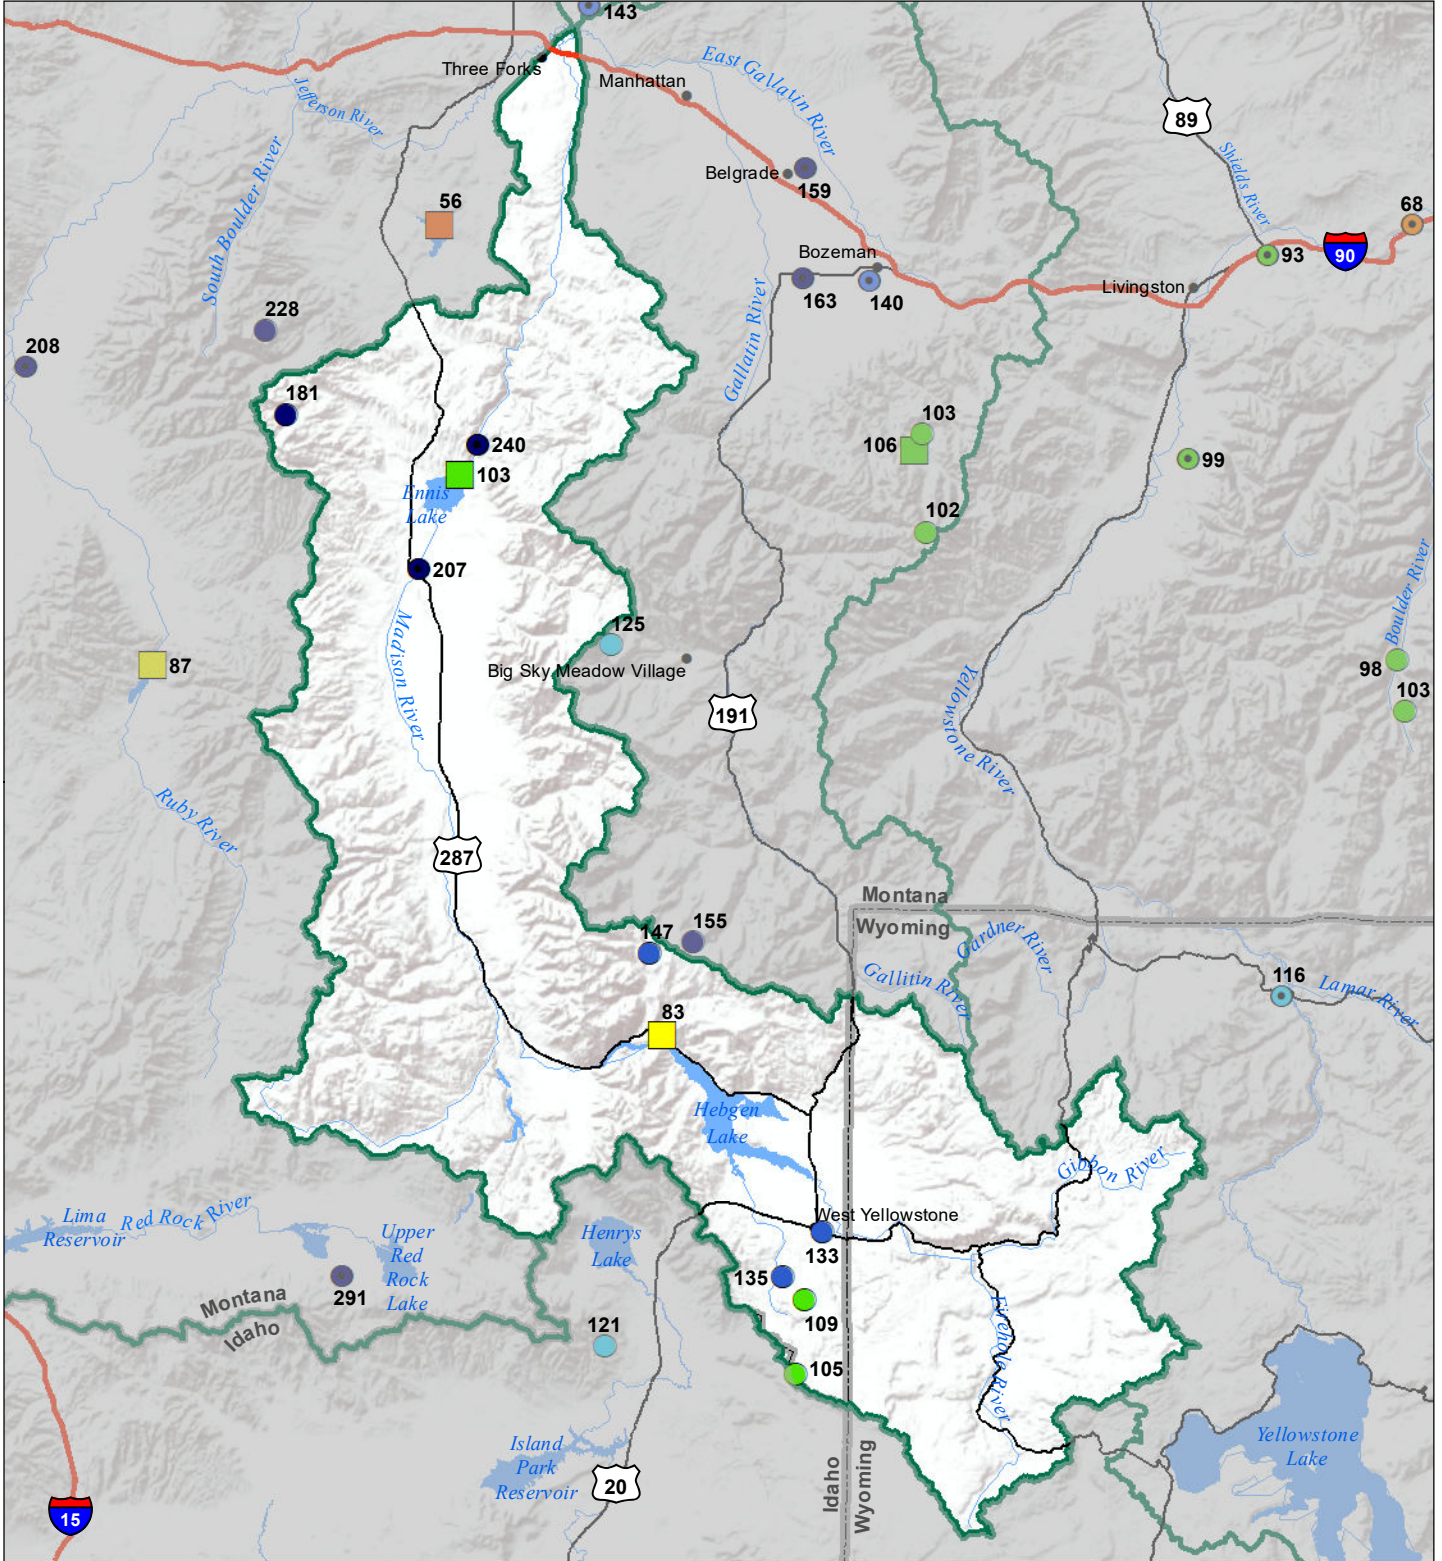 143
Three Forks
Manhattan
East Gallatin River
Jefferson River
89
South Boulder River
Belgrade
159
Shields River
56
68
Bozeman
93
90
163
140
Livingston
Gallatin River
228
208
181
103
106
240
103
99
Ennis
Lake
102
207
Boulder River
125
Madison River
87
Big Sky Meadow Village
98
103
191
Yellowstone River
Ruby River
287
Montana
Wyoming
147
155
Gardner River
Gallitin River
116
Lamar River
83
Hebgen
Lake
Gibbon River
Lima
Reservoir
Red Rock River
Upper
Red
Rock
Lake
Henrys
Lake
West Yellowstone
133
135
291
109
Montana
Idaho
121
105
Firehole River
Island
Park
Reservoir
20
Idaho
Wyoming
Yellowstone
Lake
15